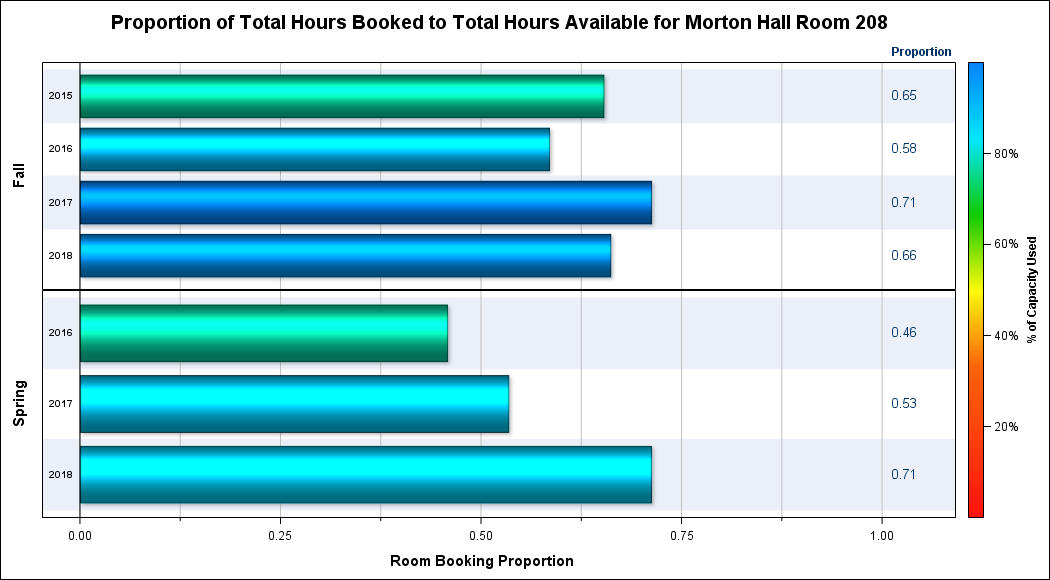 Proportion of Total Hours Booked to Total Hours Available for Morton Hall Room 208
Proportion
Fall
2015 0.65
2016 0.58
2017 0.71
2018 0.66
Spring
2016 0.46
2017 0.53
2018 0.71
0.00 0.25 0.50 0.75 1.00
Room Booking Proportion
80%
60%
40%
20%
% of Capacity Used